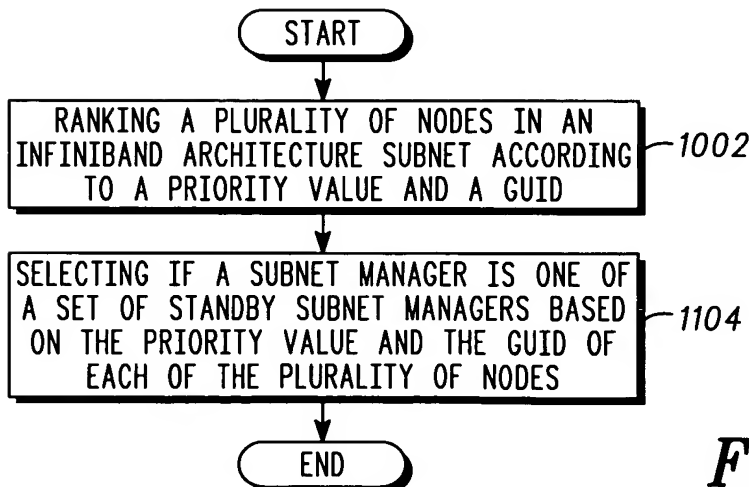 START
RANKING A PLURALITY OF NODES IN AN
INFINIBAND ARCHITECTURE SUBNET ACCORDING
TO A PRIORITY VALUE AND A GUID
1002
SELECTING IF A SUBNET MANAGER IS ONE OF
A SET OF STANDBY SUBNET MANAGERS BASED
ON THE PRIORITY VALUE AND THE GUID OF
EACH OF THE PLURALITY OF NODES
1104
END
F